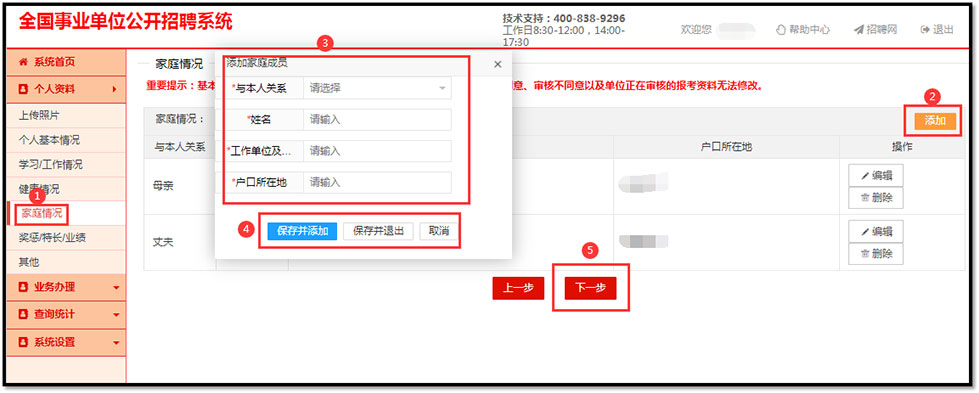 全国事业单位公开招聘系统
技术支持：400-838-9296
工作日8:30-12:00，14:00-
17:30
欢迎您
帮助中心
招聘网
退出
系统首页
个人资料
上传照片
个人基本情况
学习/工作情况
健康情况
1
家庭情况
奖惩/特长/业绩
其他
业务办理
查询统计
系统设置
家庭情况
重要提示：基本
意、审核不同意以及单位正在审核的报考资料无法修改。
2
家庭情况：
添加
与本人关系
户口所在地
操作
母亲
编辑
删除
丈夫
编辑
删除
3
添加家庭成员
×
*与本人关系
请选择
*姓名
请输入
*工作单位及...
请输入
*户口所在地
请输入
4
保存并添加
保存并退出
取消
5
上一步
下一步